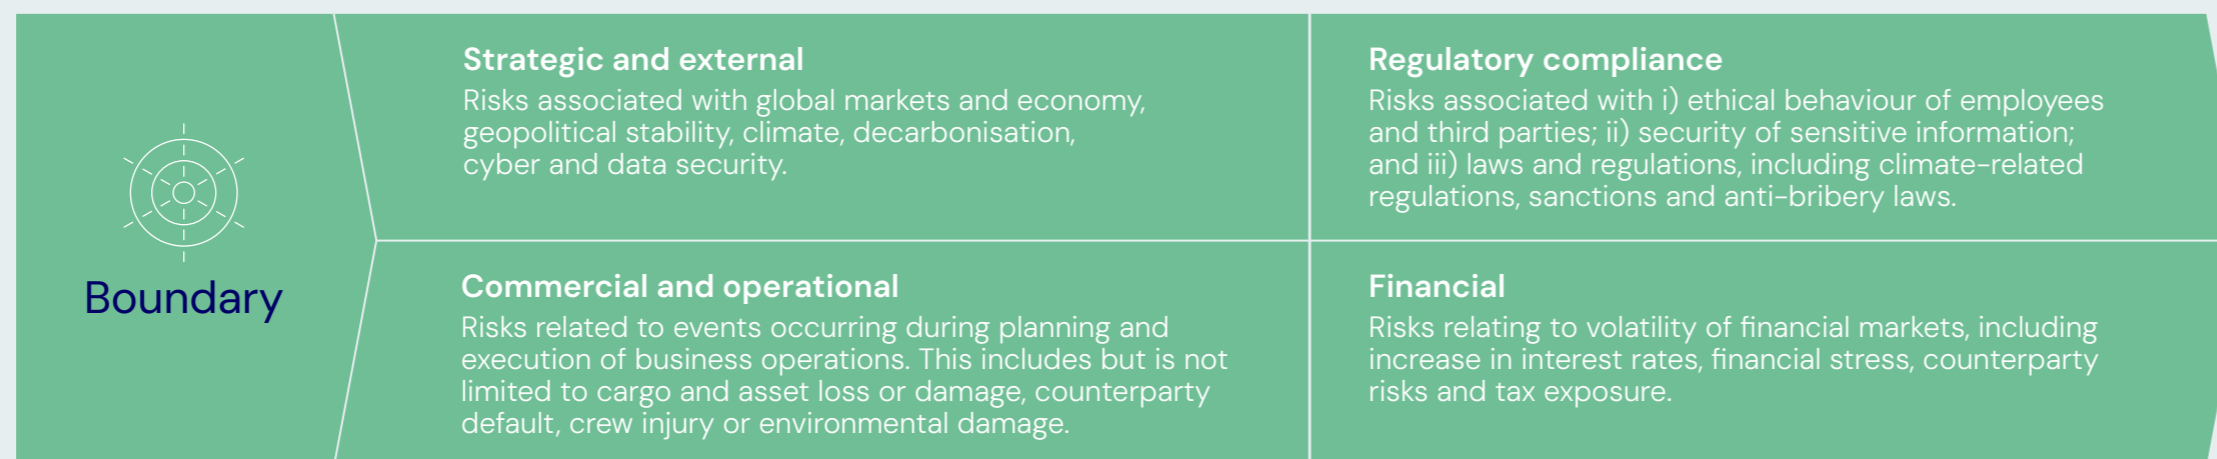 Boundary
Strategic and external
Risks associated with global markets and economy,
geopolitical stability, climate, decarbonisation,
cyber and data security.
Regulatory compliance
Risks associated with i) ethical behaviour of employees
and third parties; ii) security of sensitive information;
and iii) laws and regulations, including climate-related
regulations, sanctions and anti-bribery laws.
Commercial and operational
Risks related to events occurring during planning and
execution of business operations. This includes but is not
limited to cargo and asset loss or damage, counterparty
default, crew injury or environmental damage.
Financial
Risks relating to volatility of financial markets, including
increase in interest rates, financial stress, counterparty
risks and tax exposure.